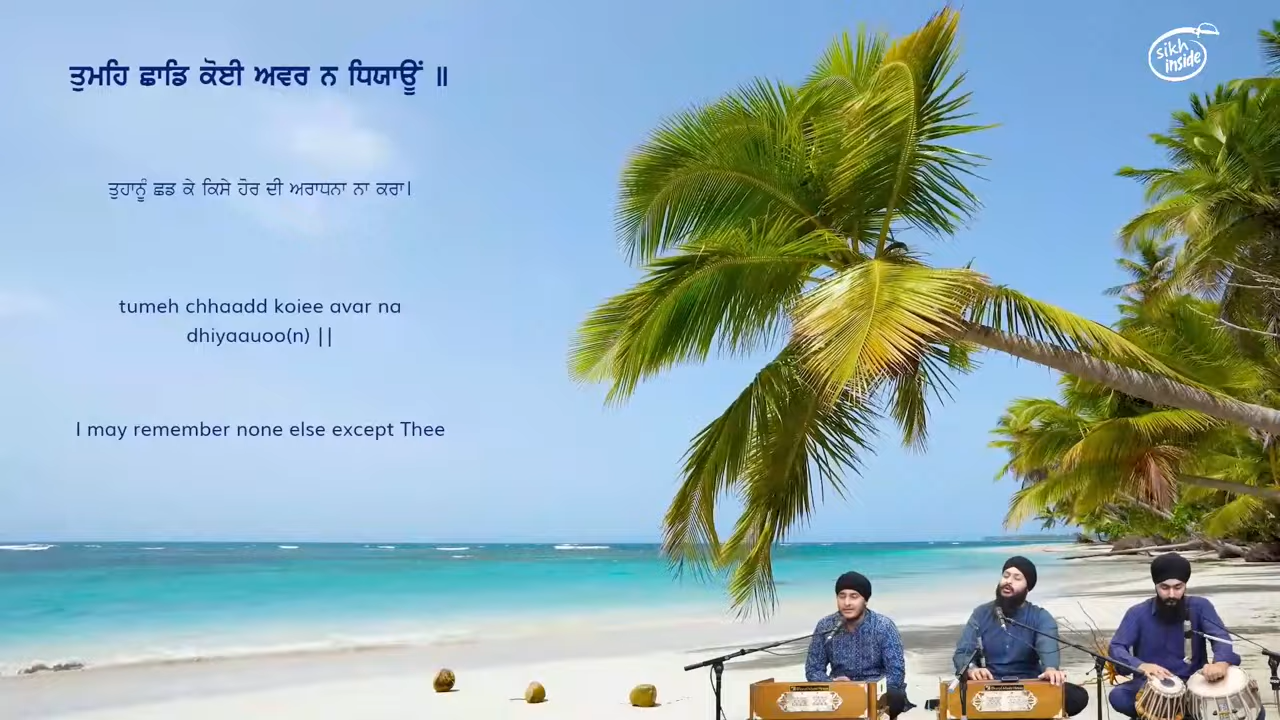 ਤੁਮਹਿ ਛਾਡਿ ਕੋਈ ਅਵਰ ਨ ਧਿਯਾਊਂ ॥
ਤੁਹਾਨੂੰ ਛਡ ਕੇ ਕਿਸੇ ਹੋਰ ਦੀ ਅਰਾਧਨਾ ਨਾ ਕਰਾ।
tumeh chhaadd koiee avar na
dhiyaauoo(n) ||
I may remember none else except Thee
sikh
inside